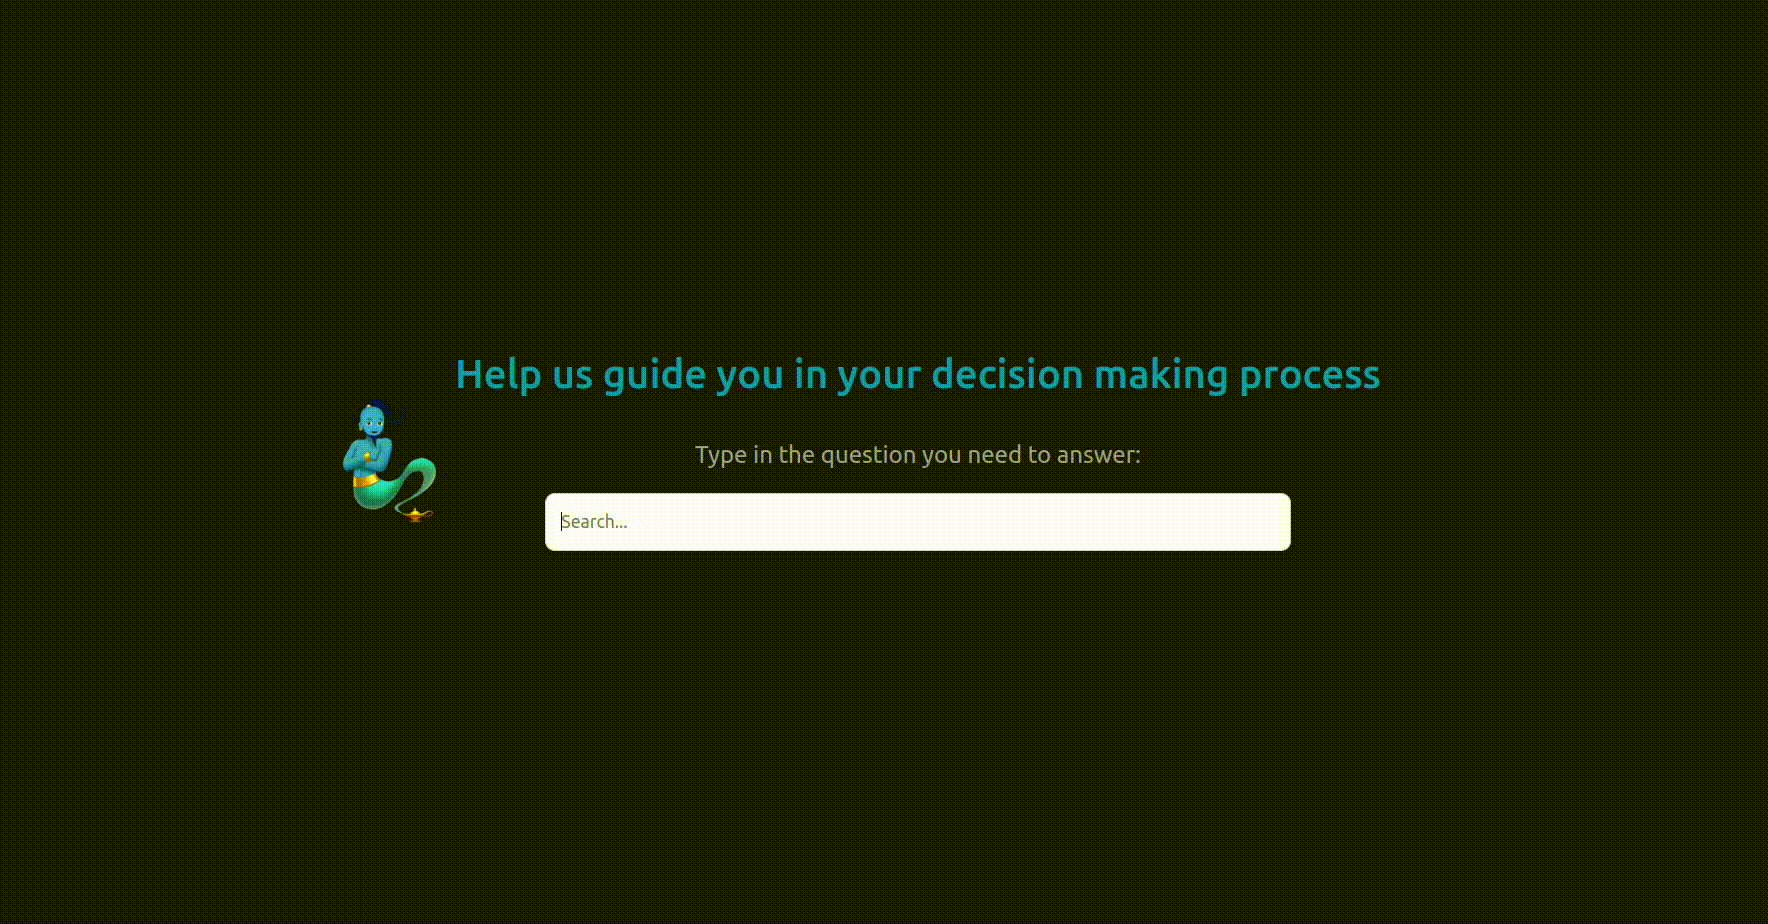 Help us guide you in your decision making process
Type in the question you need to answer:
Search...